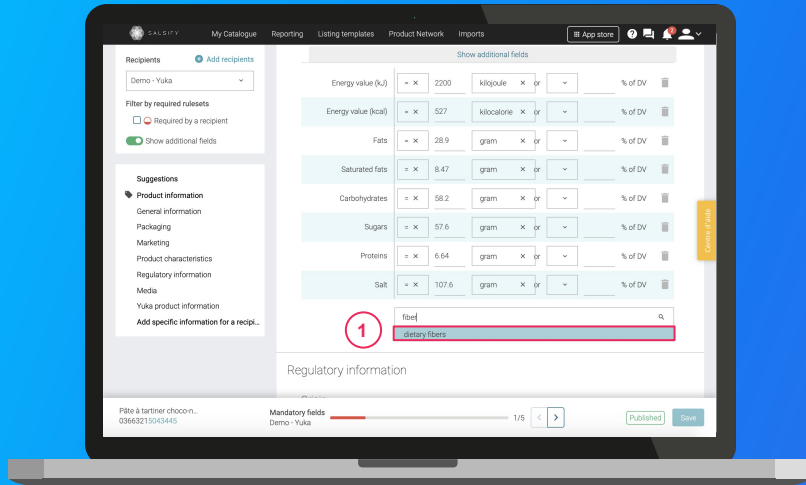 SALSIFY My Catalogue Reporting Listing templates Product Network Imports App store
Recipients Add recipients
Demo - Yuka
Filter by required rulesets
Required by a recipient
Show additional fields
Suggestions
Product information
General information
Packaging
Marketing
Product characteristics
Regulatory information
Media
Yuka product information
Add specific information for a recipi...
Show additional fields
Energy value (kJ) = × 2200 kilojoule × or % of DV
Energy value (kcal) = × 527 kilocalorie × or % of DV
Fats = × 28.9 gram × or % of DV
Saturated fats = × 8.47 gram × or % of DV
Carbohydrates = × 58.2 gram × or % of DV
Sugars = × 57.6 gram × or % of DV
Proteins = × 6.64 gram × or % of DV
Salt = × 107.6 gram × or % of DV
fiber
1 dietary fibers
Regulatory information
Centre d'aide
Pâte à tartiner choco-n...
03663215043445
Mandatory fields
Demo - Yuka
1/5 < >
Published Save